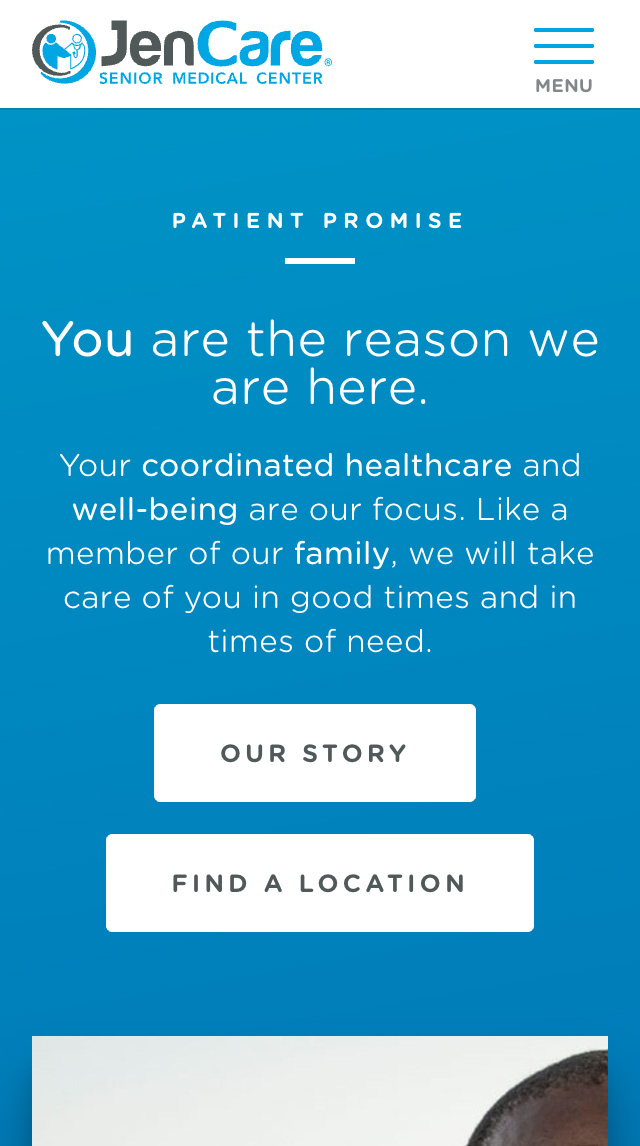 JenCare®
SENIOR MEDICAL CENTER
MENU
PATIENT PROMISE
You are the reason we
are here.
Your coordinated healthcare and
well-being are our focus. Like a
member of our family, we will take
care of you in good times and in
times of need.
OUR STORY
FIND A LOCATION